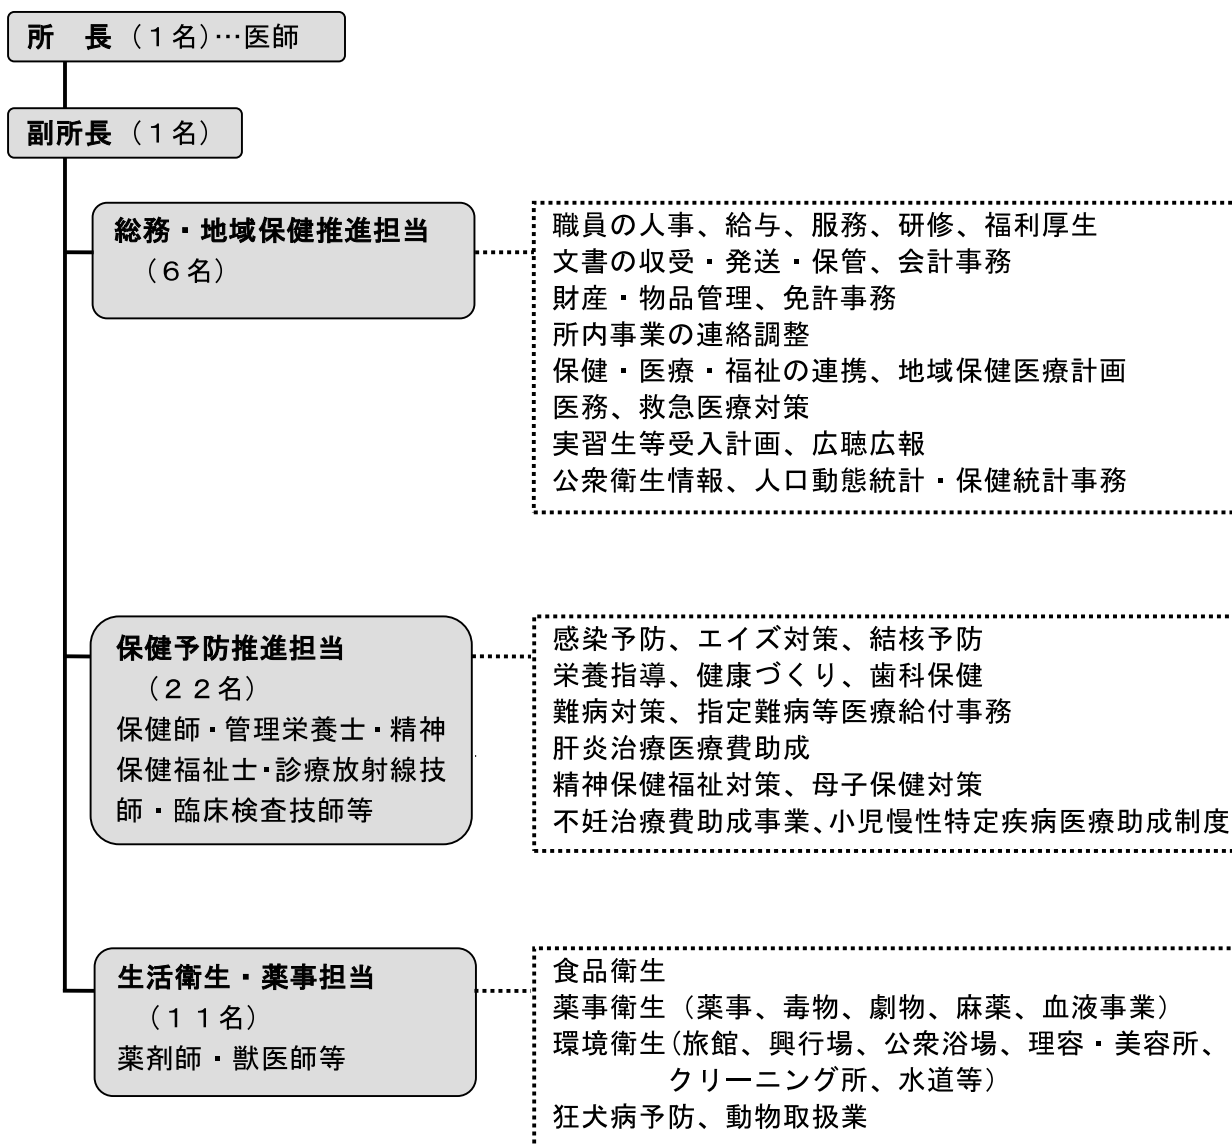 所　長（１名）…医師
副所長（１名）
総務・地域保健推進担当
（６名）
職員の人事、給与、服務、研修、福利厚生
文書の収受・発送・保管、会計事務
財産・物品管理、免許事務
所内事業の連絡調整
保健・医療・福祉の連携、地域保健医療計画
医務、救急医療対策
実習生等受入計画、広聴広報
公衆衛生情報、人口動態統計・保健統計事務
保健予防推進担当
（２２名）
保健師・管理栄養士・精神
保健福祉士・診療放射線技
師・臨床検査技師等
感染予防、エイズ対策、結核予防
栄養指導、健康づくり、歯科保健
難病対策、指定難病等医療給付事務
肝炎治療医療費助成
精神保健福祉対策、母子保健対策
不妊治療費助成事業、小児慢性特定疾病医療助成制度
生活衛生・薬事担当
（１１名）
薬剤師・獣医師等
食品衛生
薬事衛生（薬事、毒物、劇物、麻薬、血液事業）
環境衛生（旅館、興行場、公衆浴場、理容・美容所、
クリーニング所、水道等）
狂犬病予防、動物取扱業